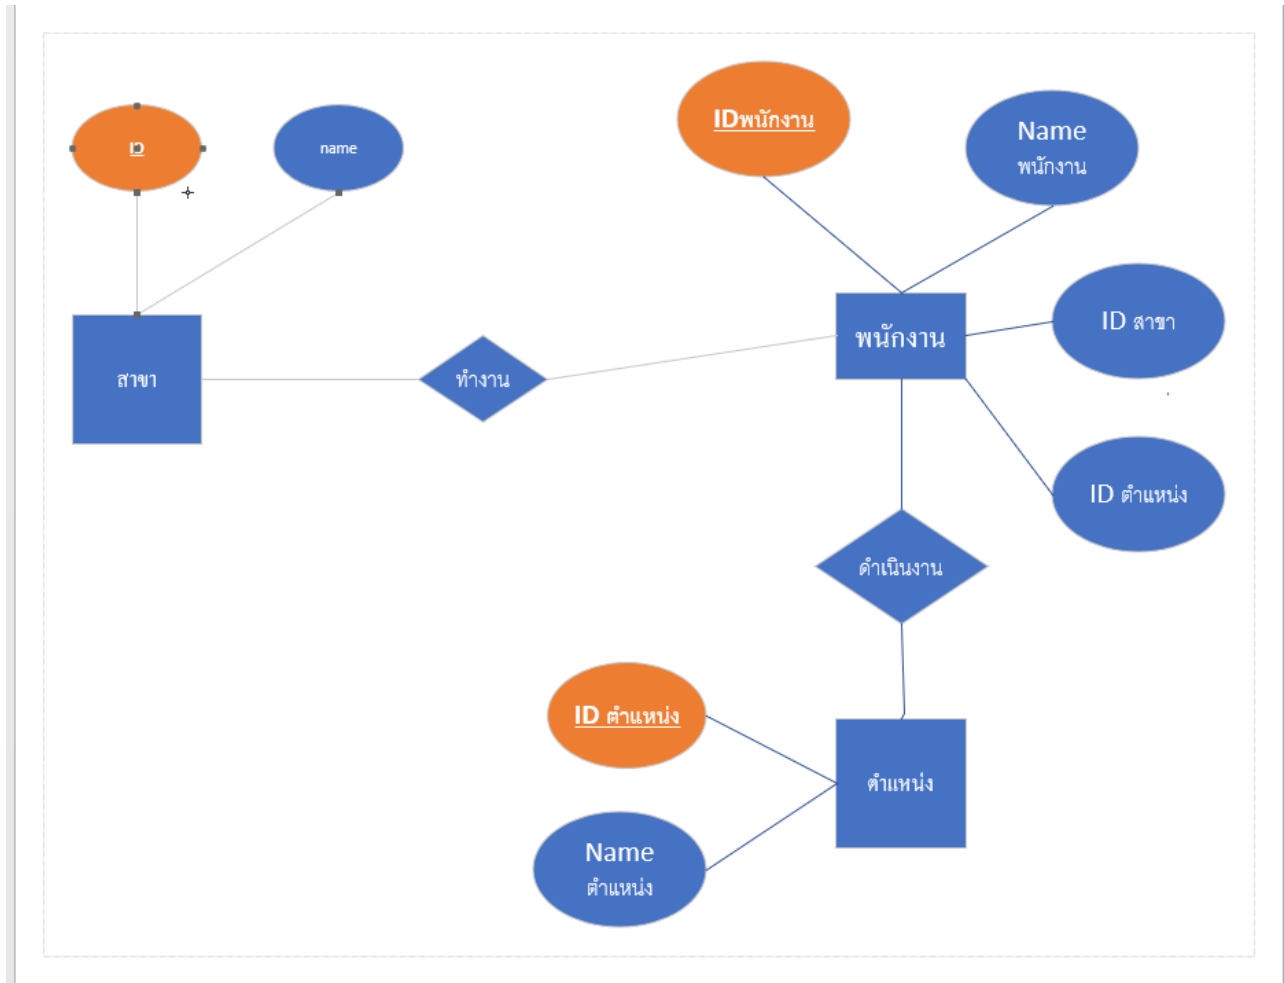 IDพนักงาน
Name
พนักงาน
ID
name
ID สาขา
พนักงาน
สาขา
ทำงาน
ID ตำแหน่ง
ดำเนินงาน
ID ตำแหน่ง
ตำแหน่ง
Name
ตำแหน่ง